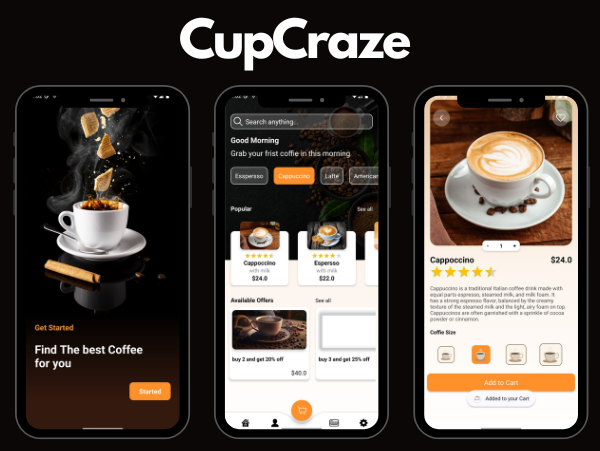 CupCraze
Get Started
Find The best Coffee
for you
Started
Search anything...
Good Morning
Grab your frist coffie in this morning
Esspersso
Cappuccino
Latte
American
Popular
See all
Cappoccino
with milk
$24.0
Espersso
with milk
$22.0
Available Offers
See all
buy 2 and get 20% off
$40.0
buy 3 and get 25% off
- 1 +
Cappoccino
$24.0
Cappuccino is a traditional Italian coffee drink made with
equal parts espresso, steamed milk, and milk foam. It
has a strong espresso flavor, balanced by the creamy
texture of the steamed milk and the light, airy foam on top.
Cappuccinos are often garnished with a sprinkle of cocoa
powder or cinnamon.
Coffie Size
Add to Cart
Added to your Cart